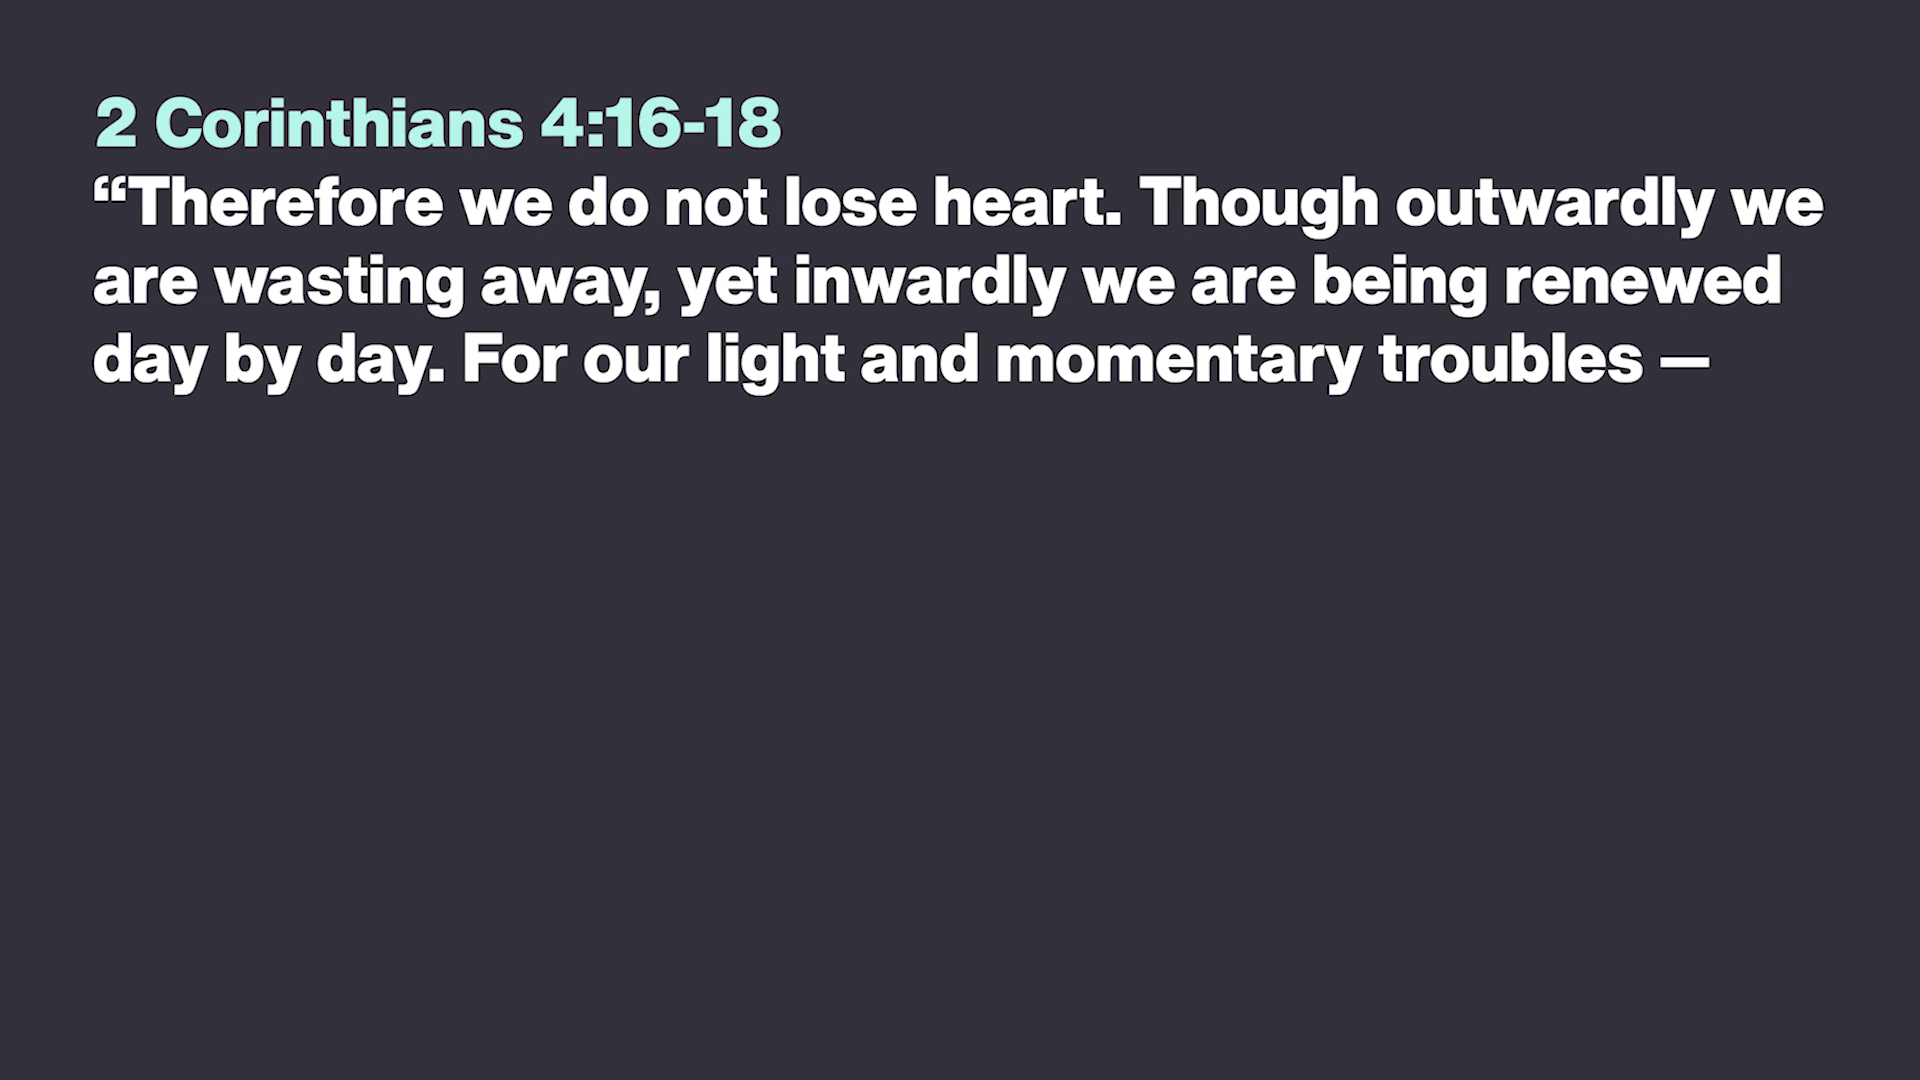 2 Corinthians 4:16-18
“Therefore we do not lose heart. Though outwardly we
are wasting away, yet inwardly we are being renewed
day by day. For our light and momentary troubles —